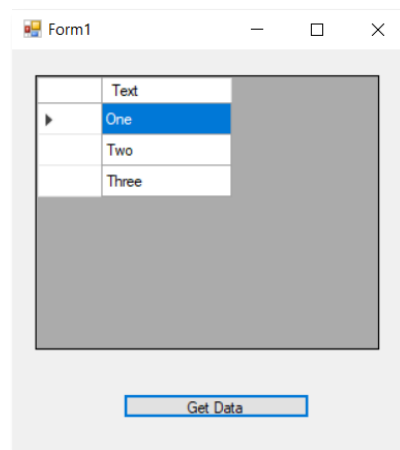 Form1
Text
One
Two
Three
Get Data